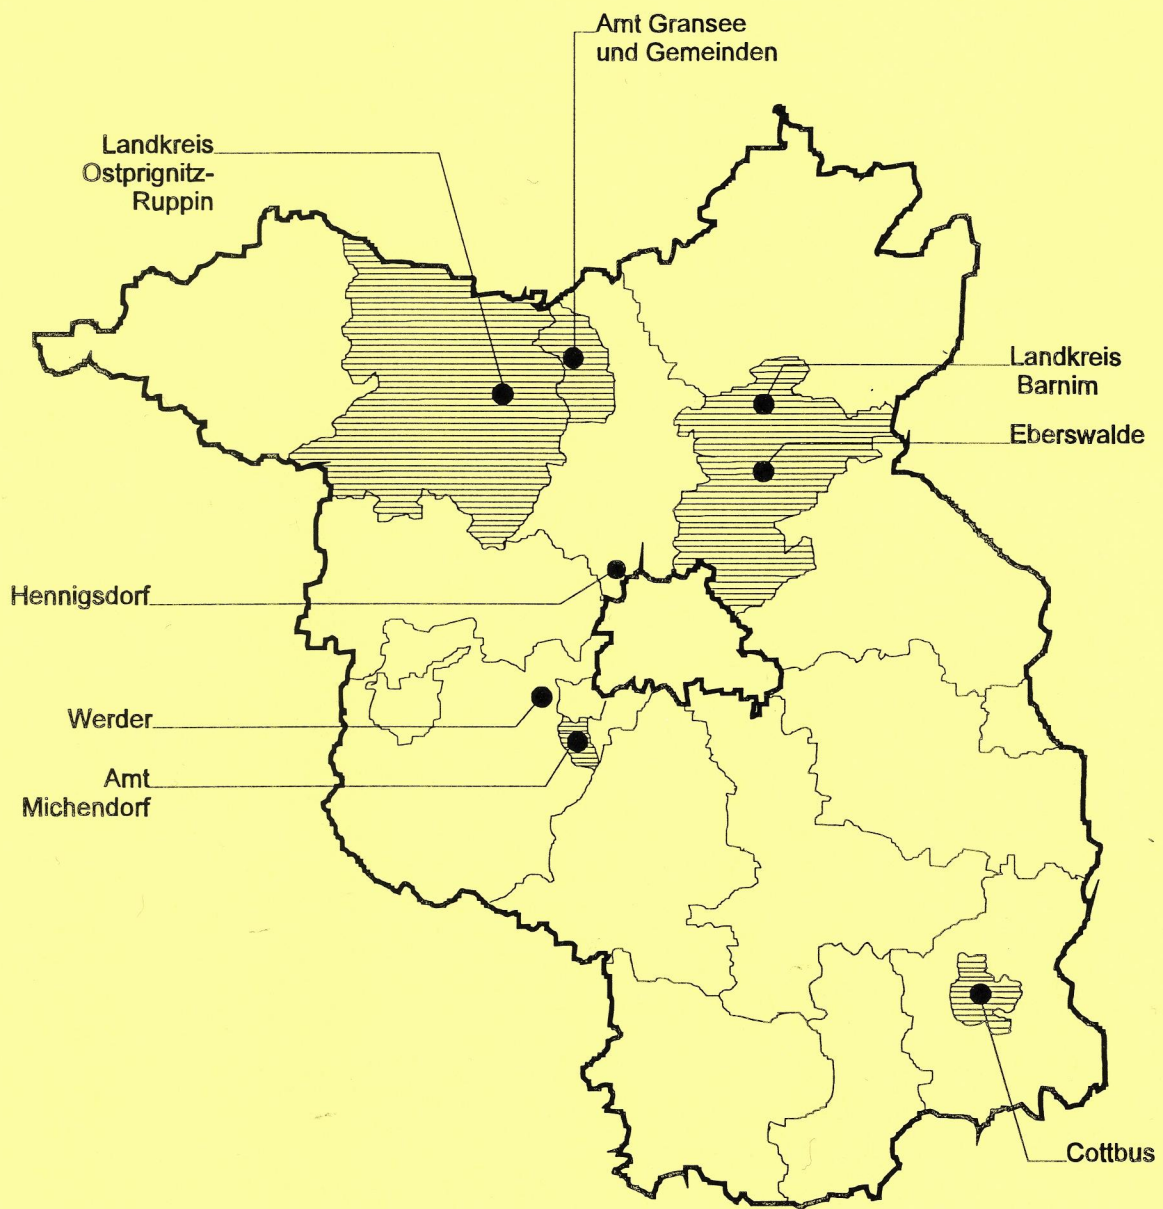 Amt Gransee
und Gemeinden
Landkreis
Ostprignitz-
Ruppin
Landkreis
Barnim
Eberswalde
Hennigsdorf
Werder
Amt
Michendorf
Cottbus